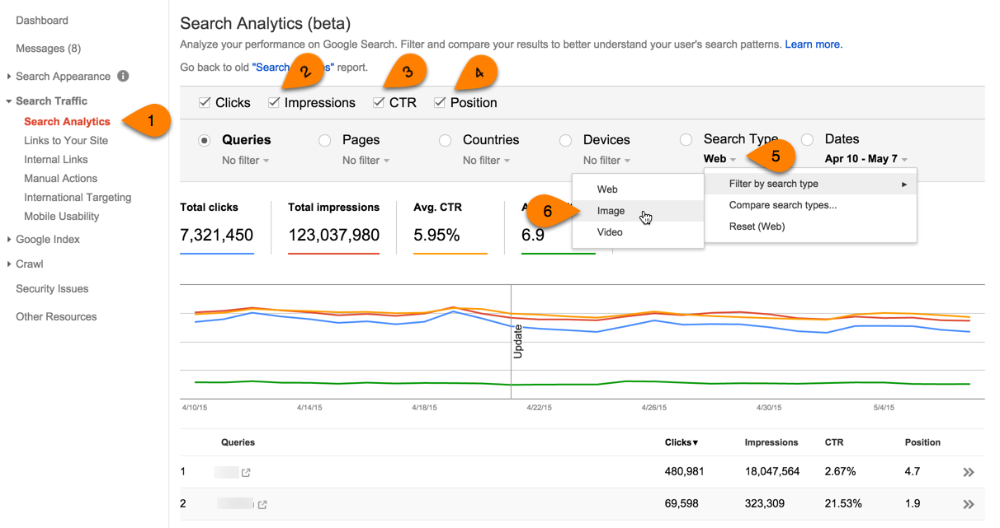 Dashboard
Messages (8)
Search Appearance
Search Traffic
Search Analytics
Links to Your Site
Internal Links
Manual Actions
International Targeting
Mobile Usability
Google Index
Crawl
Security Issues
Other Resources
1
Search Analytics (beta)
Analyze your performance on Google Search. Filter and compare your results to better understand your user's search patterns. Learn more.
Go back to old "Search report.
2 3 4
Clicks Impressions CTR Position
Queries Pages Countries Devices Search Type Dates
No filter No filter No filter No filter Web Apr 10 - May 7
5
Filter by search type
Compare search types...
Reset (Web)
Web
Image
Video
6
Total clicks Total impressions Avg. CTR
7,321,450 123,037,980 5.95% 6.9
Update
4/10/15 4/14/15 4/18/15 4/22/15 4/26/15 4/30/15 5/4/15
Queries Clicks▼ Impressions CTR Position
1 480,981 18,047,564 2.67% 4.7
2 69,598 323,309 21.53% 1.9